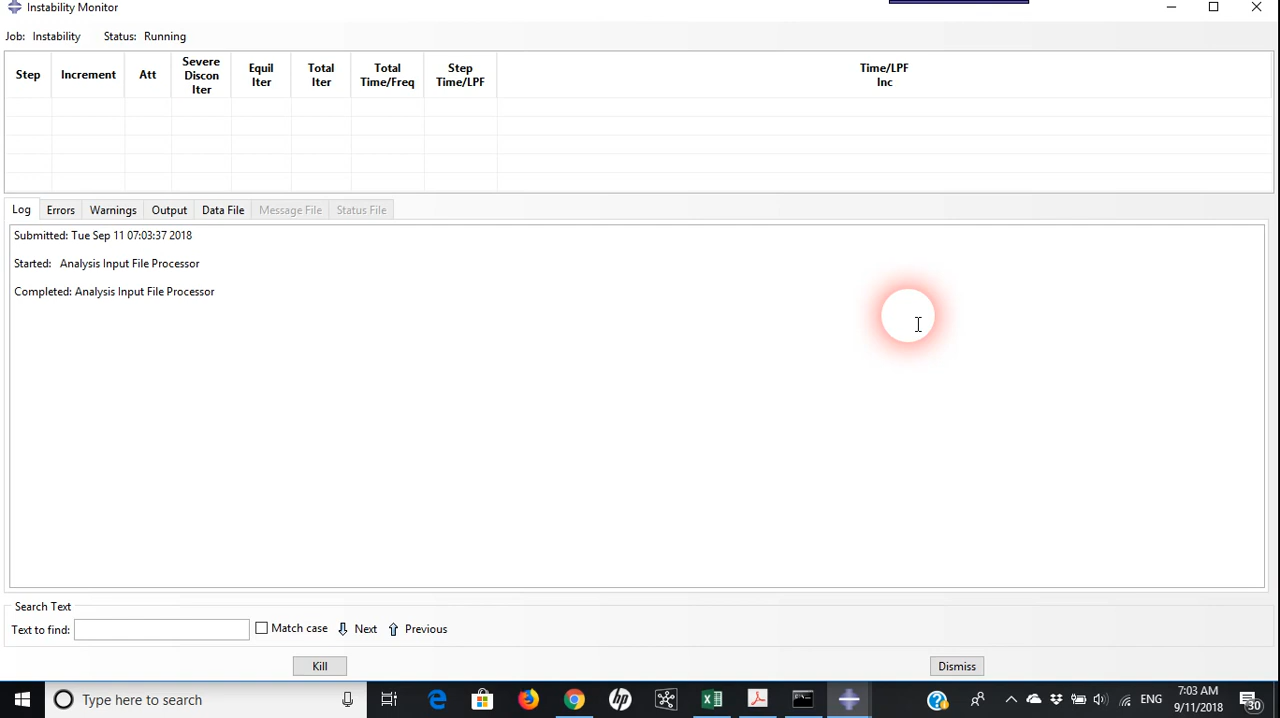 Instability Monitor
Job: Instability Status: Running
Step Increment Att Severe Discon Iter Equil Iter Total Iter Total Time/Freq Step Time/LPF Time/LPF Inc
Log Errors Warnings Output Data File Message File Status File
Submitted: Tue Sep 11 07:03:37 2018
Started: Analysis Input File Processor
Completed: Analysis Input File Processor
Search Text
Text to find: Match case Next Previous
Kill Dismiss
Type here to search
ENG
7:03 AM
9/11/2018
30